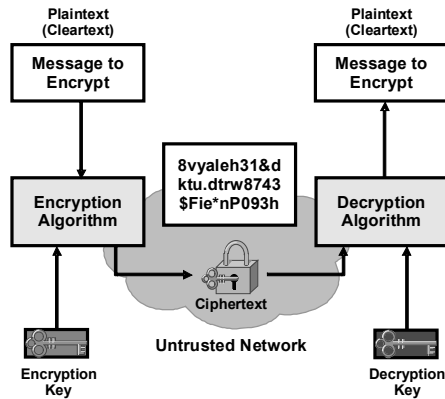 Plaintext
(Cleartext)
Message to
Encrypt
Plaintext
(Cleartext)
Message to
Encrypt
8vyaleh31&d
ktu.dtrw8743
$Fie*nP093h
Encryption
Algorithm
Decryption
Algorithm
Ciphertext
Untrusted Network
Encryption
Key
Decryption
Key